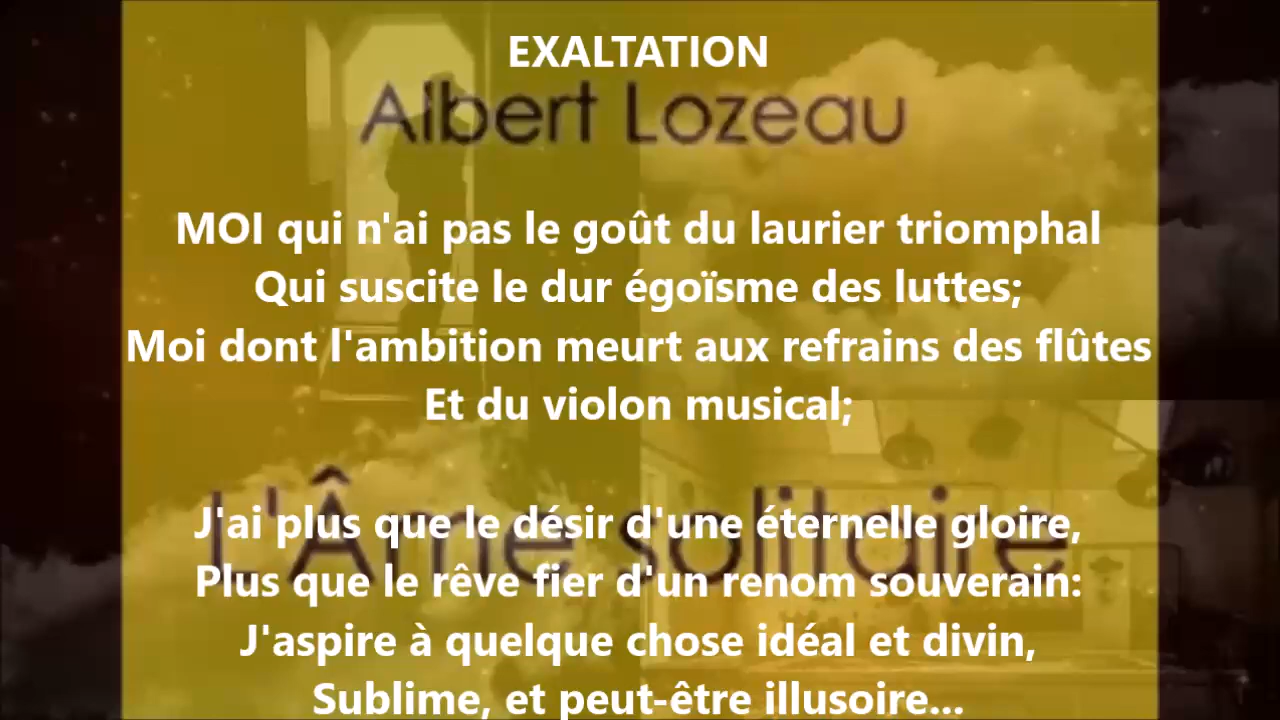 EXALTATION
Albert Lozeau
MOI qui n'ai pas le goût du laurier triomphal
Qui suscite le dur égoïsme des luttes;
Moi dont l'ambition meurt aux refrains des flûtes
Et du violon musical;
L'Âme solitaire
J'ai plus que le désir d'une éternelle gloire,
Plus que le rêve fier d'un renom souverain:
J'aspire à quelque chose idéal et divin,
Sublime, et peut-être illusoire...